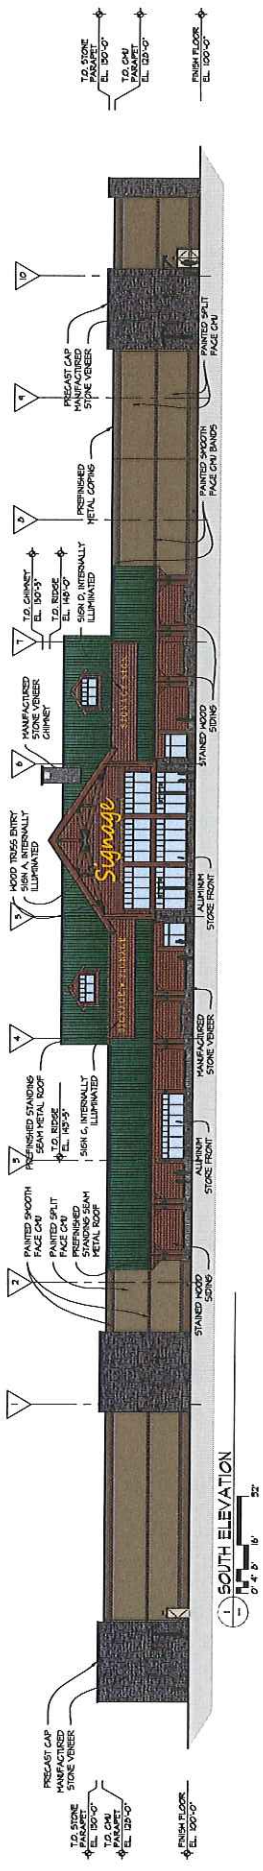 PRECAST CAP
MANUFACTURED
STONE VENEER
T.O. STONE
PARAPET
EL. 130'-0"
T.O. CMU
PARAPET
EL. 128'-0"
FINISH FLOOR
EL. 100'-0"
1
2
3
4
5
6
7
8
9
10
PAINTED SMOOTH
FACE CMU
PAINTED SPLIT
FACE CMU
PREFINISHED
STANDING SEAM
METAL ROOF
PREFINISHED STANDING
SEAM METAL ROOF
T.O. RIDGE
EL. 145'-5"
SIGN C, INTERNALLY
ILLUMINATED
WOOD TRUSS ENTRY
SIGN A, INTERNALLY
ILLUMINATED
MANUFACTURED
STONE VENEER
CHIMNEY
T.O. CHIMNEY
EL. 150'-5"
T.O. RIDGE
EL. 148'-0"
SIGN D, INTERNALLY
ILLUMINATED
PREFINISHED
METAL COPING
PRECAST CAP
MANUFACTURED
STONE VENEER
T.O. STONE
PARAPET
EL. 130'-0"
T.O. CMU
PARAPET
EL. 128'-0"
FINISH FLOOR
EL. 100'-0"
Signage
STAINED WOOD
SIDING
ALUMINUM
STORE FRONT
MANUFACTURED
STONE VENEER
ALUMINUM
STORE FRONT
STAINED WOOD
SIDING
PAINTED SMOOTH
FACE CMU BANDS
PAINTED SPLIT
FACE CMU
1
SOUTH ELEVATION
0' 4' 8' 16' 32'